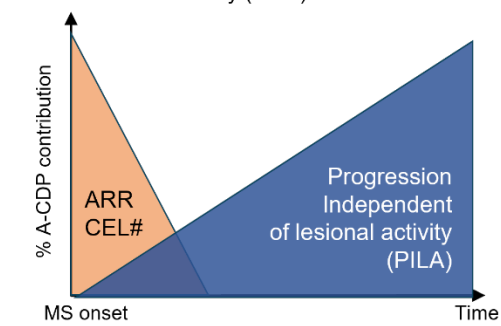 % A-CDP contribution
ARR
CEL#
Progression
Independent
of lesional activity
(PILA)
MS onset
Time